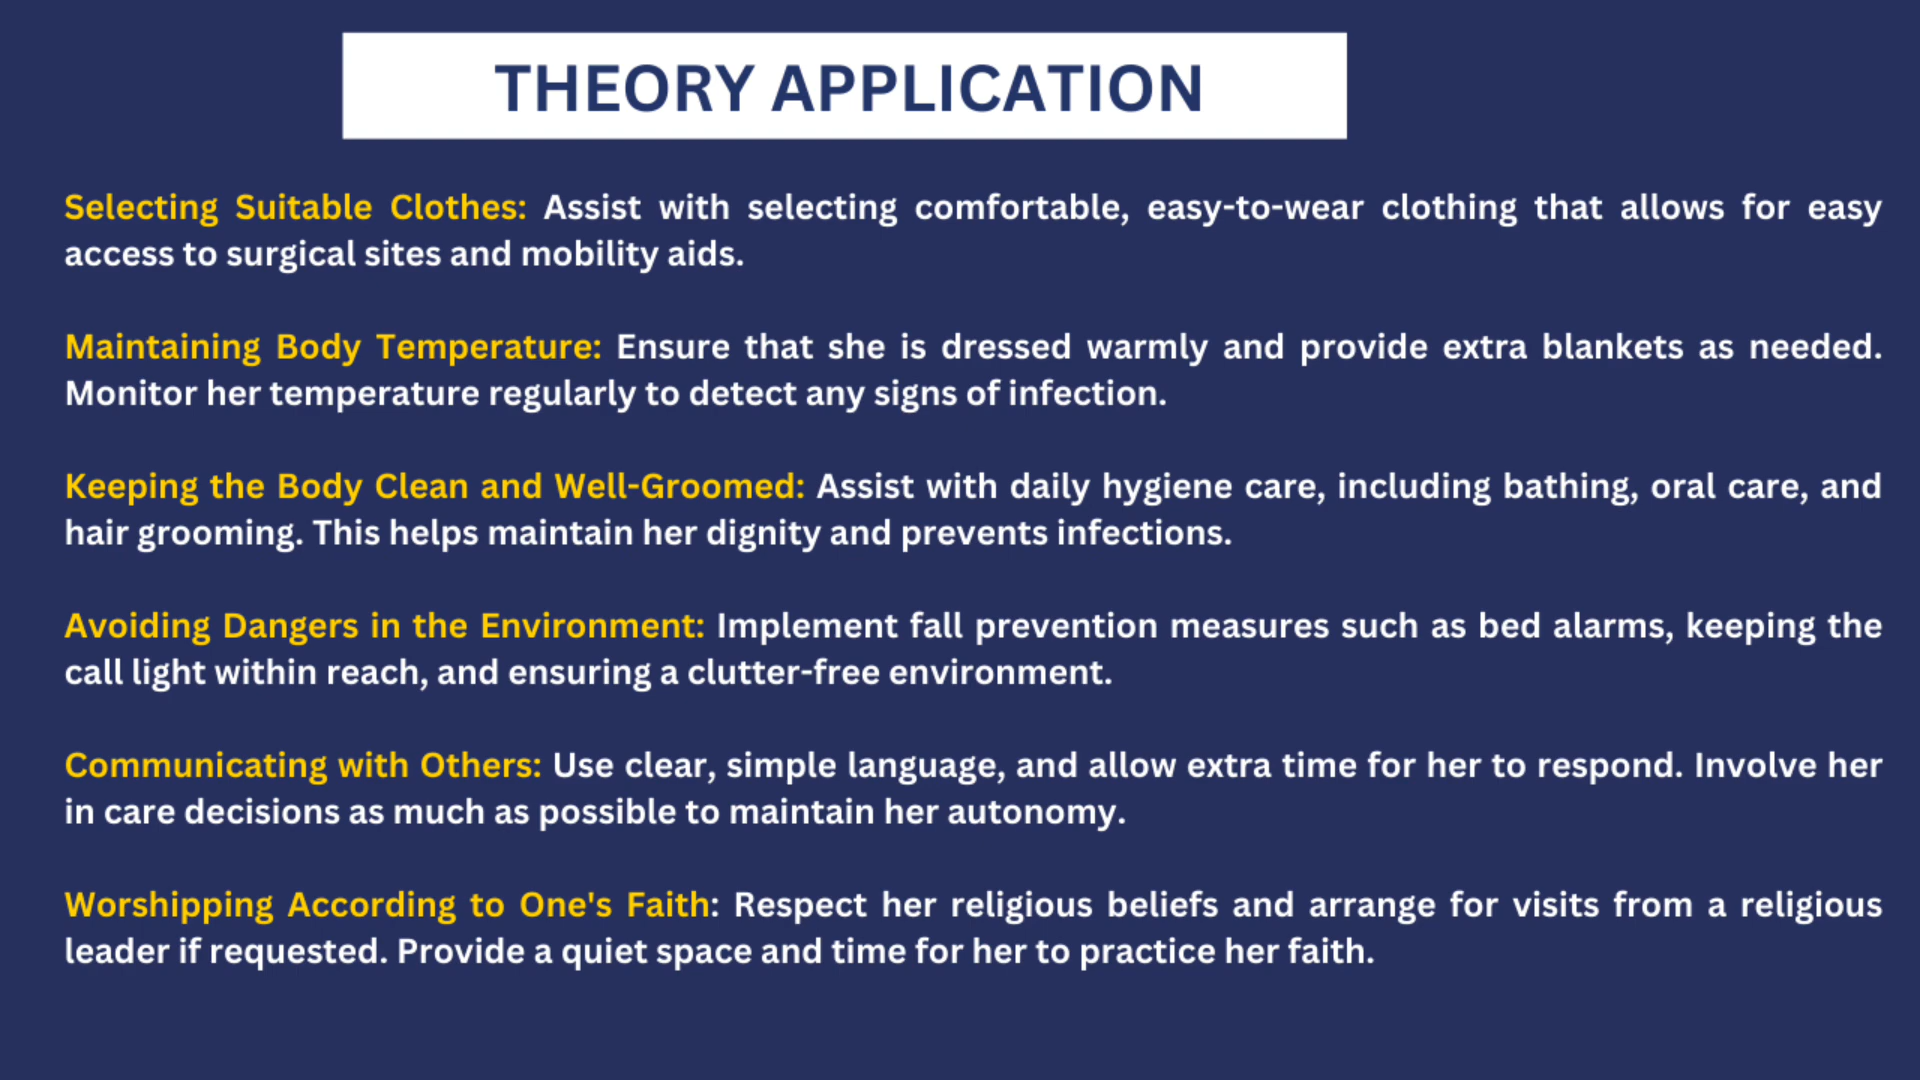 THEORY APPLICATION
Selecting Suitable Clothes: Assist with selecting comfortable, easy-to-wear clothing that allows for easy
access to surgical sites and mobility aids.
Maintaining Body Temperature: Ensure that she is dressed warmly and provide extra blankets as needed.
Monitor her temperature regularly to detect any signs of infection.
Keeping the Body Clean and Well-Groomed: Assist with daily hygiene care, including bathing, oral care, and
hair grooming. This helps maintain her dignity and prevents infections.
Avoiding Dangers in the Environment: Implement fall prevention measures such as bed alarms, keeping the
call light within reach, and ensuring a clutter-free environment.
Communicating with Others: Use clear, simple language, and allow extra time for her to respond. Involve her
in care decisions as much as possible to maintain her autonomy.
Worshipping According to One's Faith: Respect her religious beliefs and arrange for visits from a religious
leader if requested. Provide a quiet space and time for her to practice her faith.